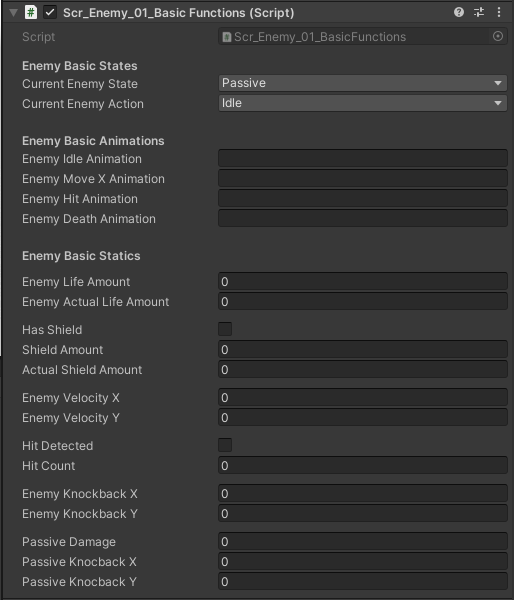 Scr_Enemy_01_Basic Functions (Script)
Script Scr_Enemy_01_BasicFunctions
Enemy Basic States
Current Enemy State Passive
Current Enemy Action Idle
Enemy Basic Animations
Enemy Idle Animation
Enemy Move X Animation
Enemy Hit Animation
Enemy Death Animation
Enemy Basic Statics
Enemy Life Amount 0
Enemy Actual Life Amount 0
Has Shield
Shield Amount 0
Actual Shield Amount 0
Enemy Velocity X 0
Enemy Velocity Y 0
Hit Detected
Hit Count 0
Enemy Knockback X 0
Enemy Knockback Y 0
Passive Damage 0
Passive Knocback X 0
Passive Knocback Y 0